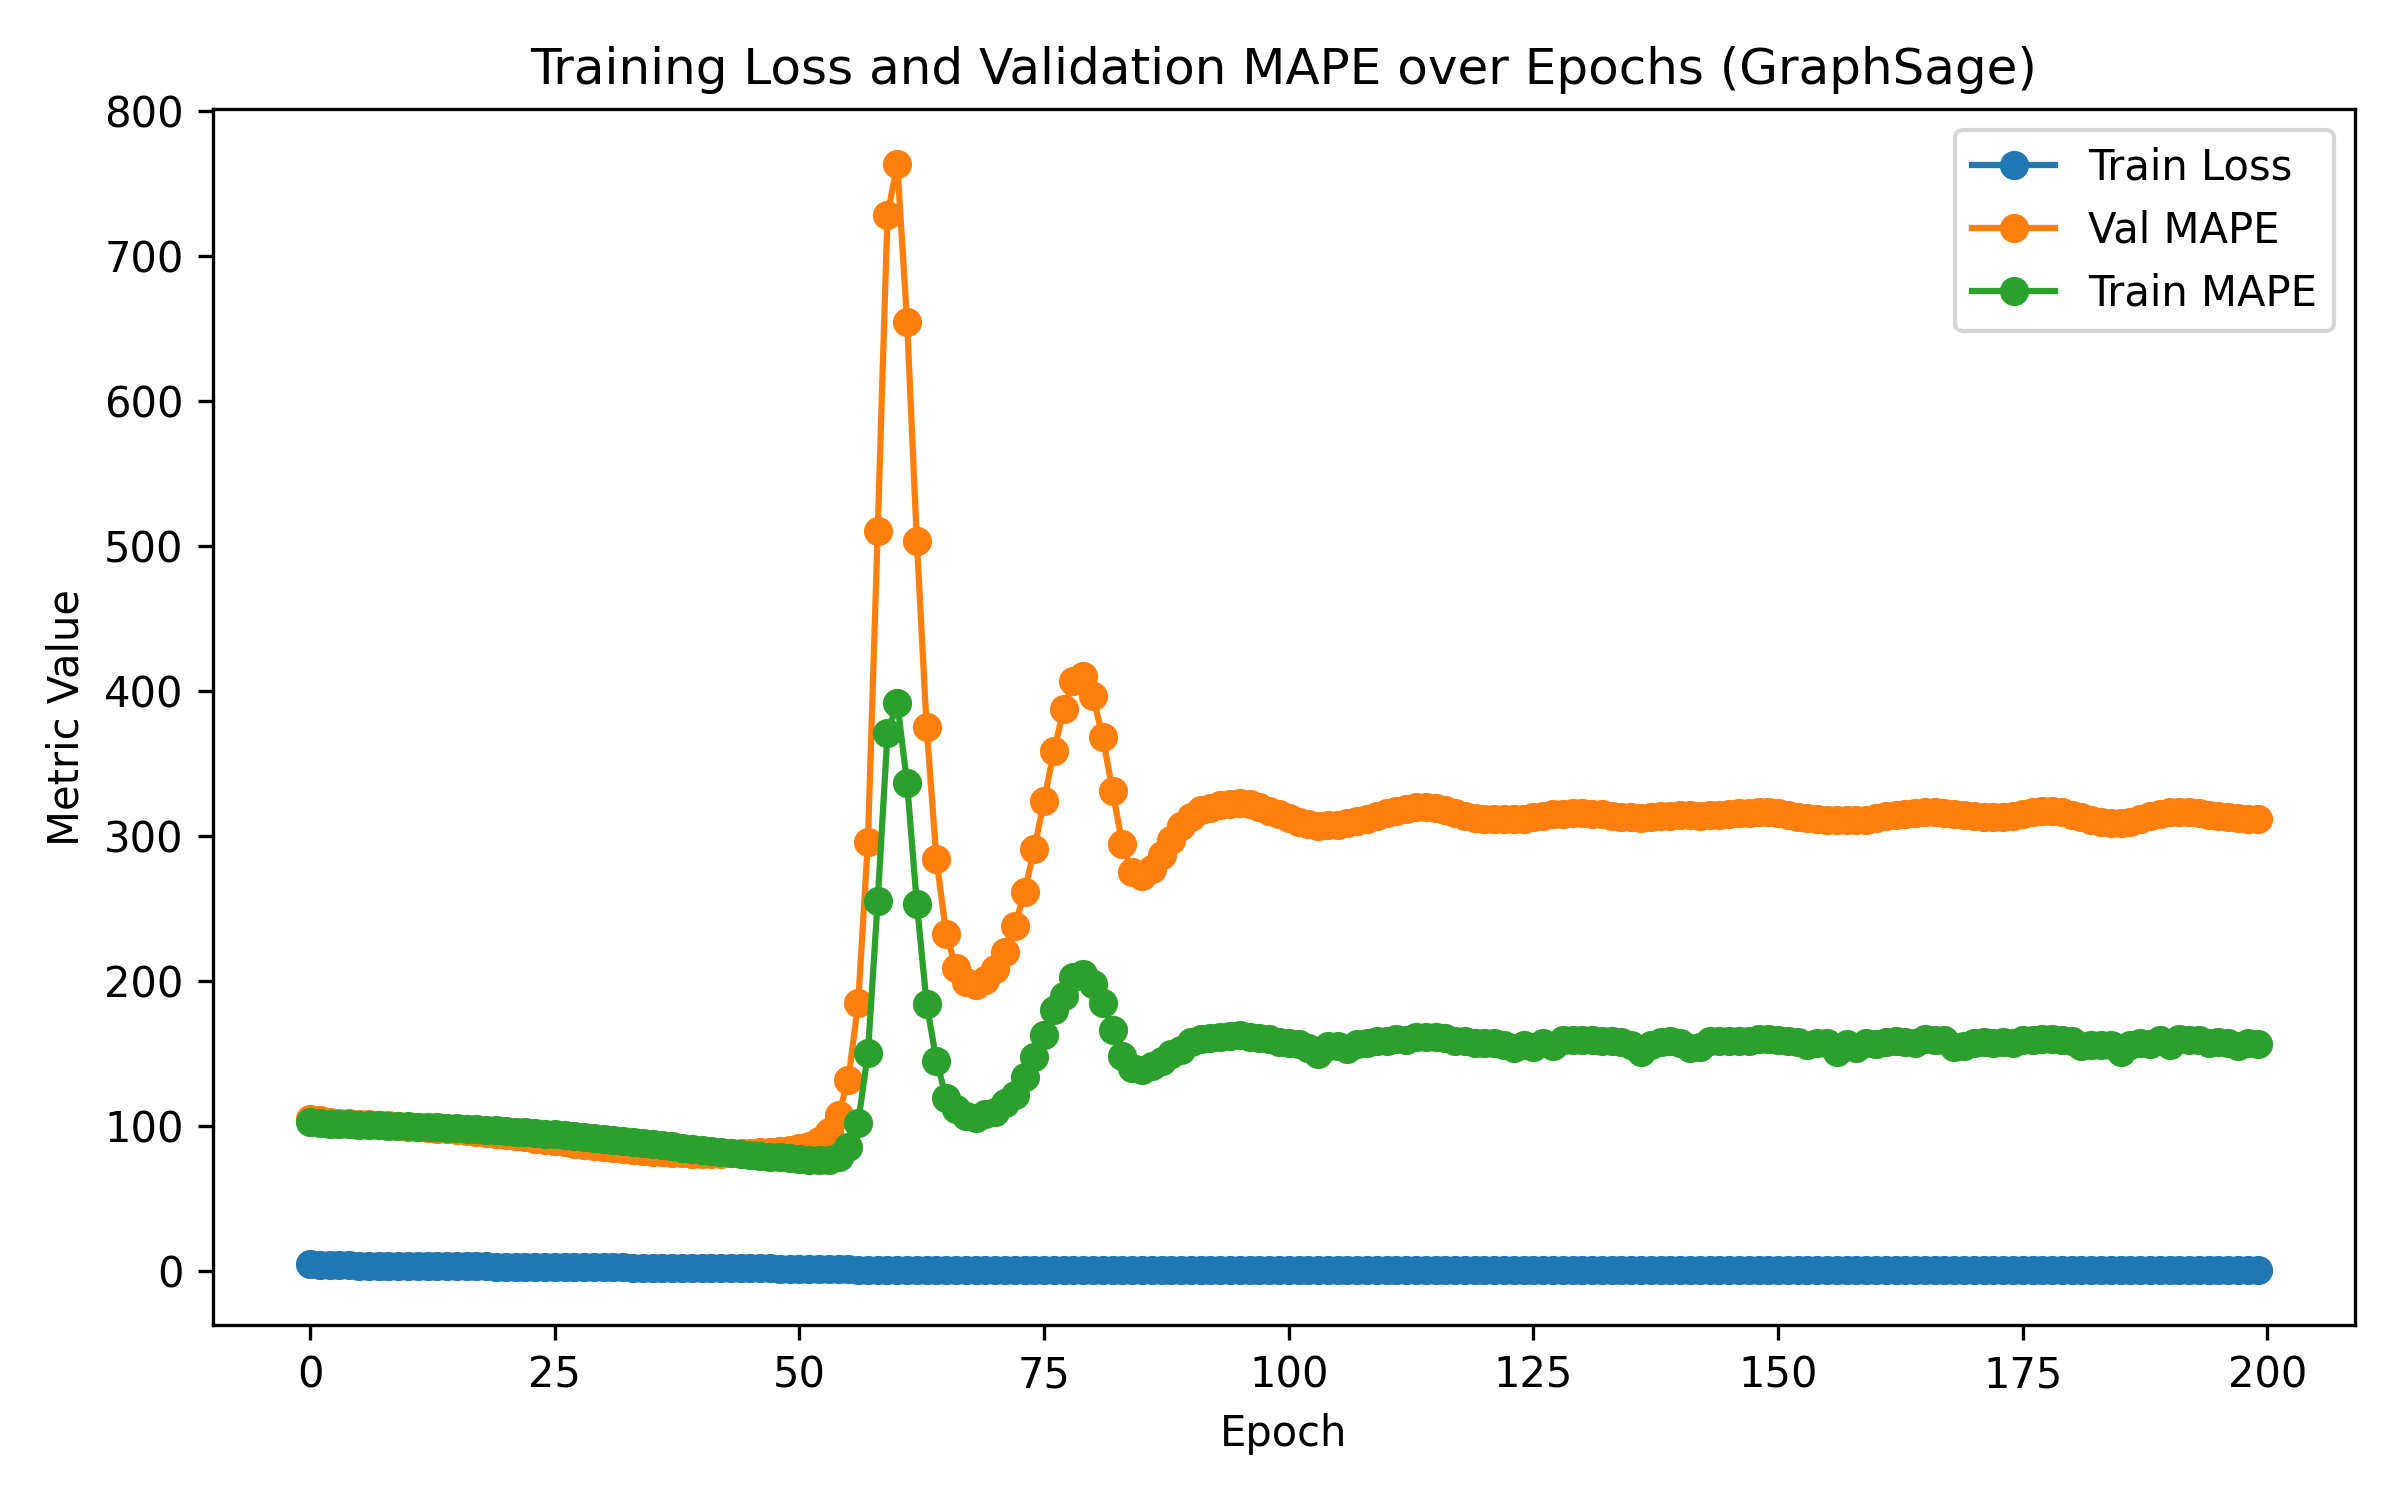 Training Loss and Validation MAPE over Epochs (GraphSage)
800
700
600
500
400
300
200
100
0
Metric Value
Train Loss
Val MAPE
Train MAPE
0 25 50 75 100 125 150 175 200
Epoch